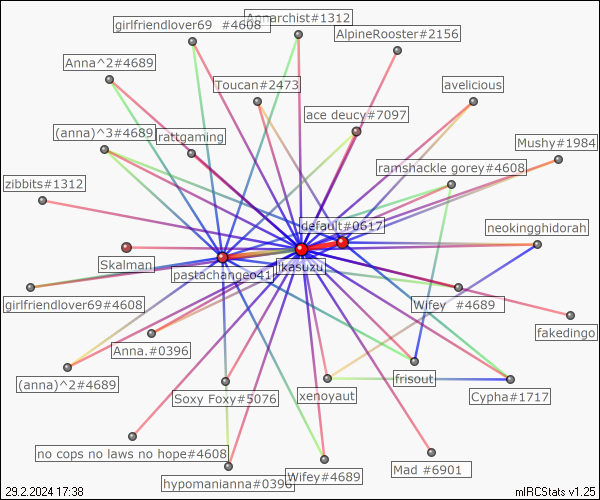 girlfriendlover69 #4608
Annarchist#1312
AlpineRooster#2156
Anna^2#4689
Toucan#2473
avelicious
ace deucy#7097
(anna)^3#4689
rattgaming
Mushy#1984
ramshackle gorey#4608
zibbits#1312
default#0617
neokingghidorah
Skalman
pastdchangeo41
girlfriendlover69#4608
Wifey #4689
fakedingo
Anna.#0396
(anna)^2#4689
frisout
Soxy Foxy#5076
xenoyaut
Cypha#1717
no cops no laws no hope#4608
hypomanianna#0396
Wifey#4689
Mad #6901
29.2.2024 17:38
mIRCStats v1.25